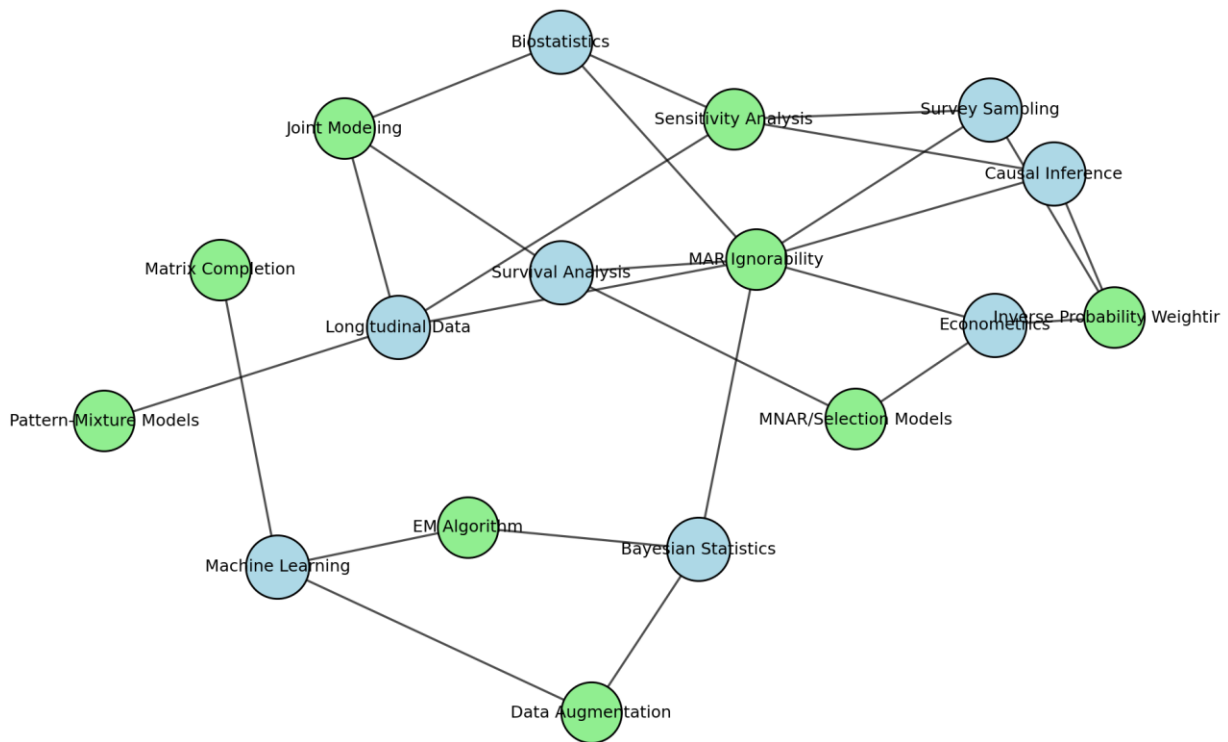 Biostatistics
Survey Sampling
Sensitivity Analysis
Joint Modeling
Causal Inference
MAR Ignorability
Matrix Completion
Survival Analysis
Inverse Probability Weightin
Econometrics
Longitudinal Data
MNAR/Selection Models
Pattern-Mixture Models
EM Algorithm
Bayesian Statistics
Machine Learning
Data Augmentation